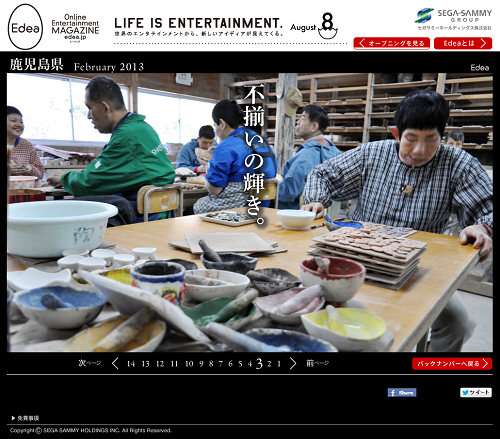 Edea
Online
Entertainment
MAGAZINE
edea.jp
LIFE IS ENTERTAINMENT.
世界のエンタテインメントから、新しいアイディアが見えてくる。
August 8
SEGA SAMMY
GROUP
セガサミーホールディングス株式会社
オープニングを見る
Edeaとは
鹿児島県 February 2013
Edea
不揃いの輝き。
次ページ 14 13 12 11 10 9 8 7 6 5 4 3 2 1 前ページ
バックナンバーへ戻る
Share
ツイート
免責事項
Copyright © SEGA SAMMY HOLDINGS INC. All Rights Reserved.